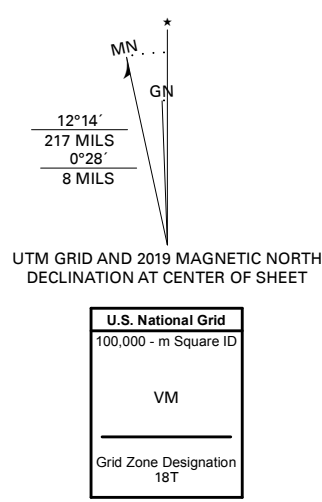 ★
MN
GN
12°14´
217 MILS
0°28´
8 MILS
UTM GRID AND 2019 MAGNETIC NORTH
DECLINATION AT CENTER OF SHEET
U.S. National Grid
100,000 - m Square ID
VM
Grid Zone Designation
18T